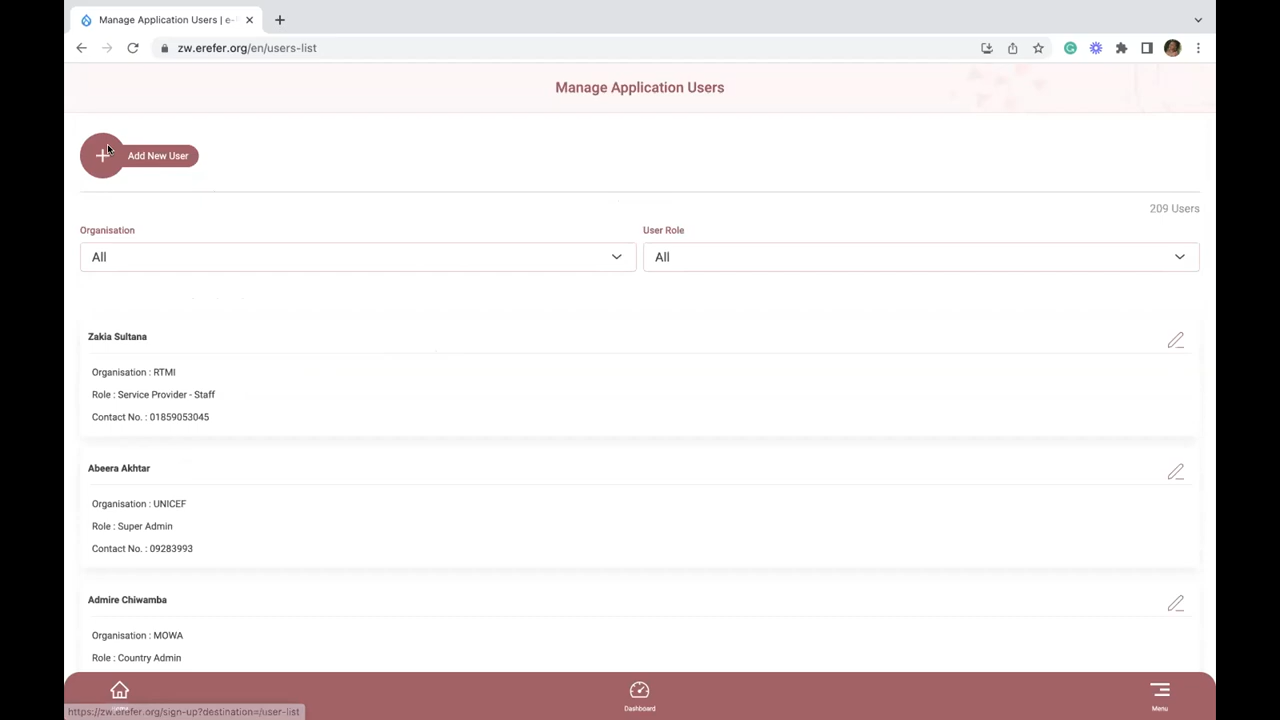 Manage Application Users | e-
zw.erefer.org/en/users-list
Manage Application Users
Add New User
209 Users
Organisation
User Role
All
All
Zakia Sultana
Organisation : RTMI
Role : Service Provider - Staff
Contact No. : 01859053045
Abeera Akhtar
Organisation : UNICEF
Role : Super Admin
Contact No. : 09283993
Admire Chiwamba
Organisation : MOWA
Role : Country Admin
Dashboard
Menu
https://zw.erefer.org/sign-up?destination=/user-list